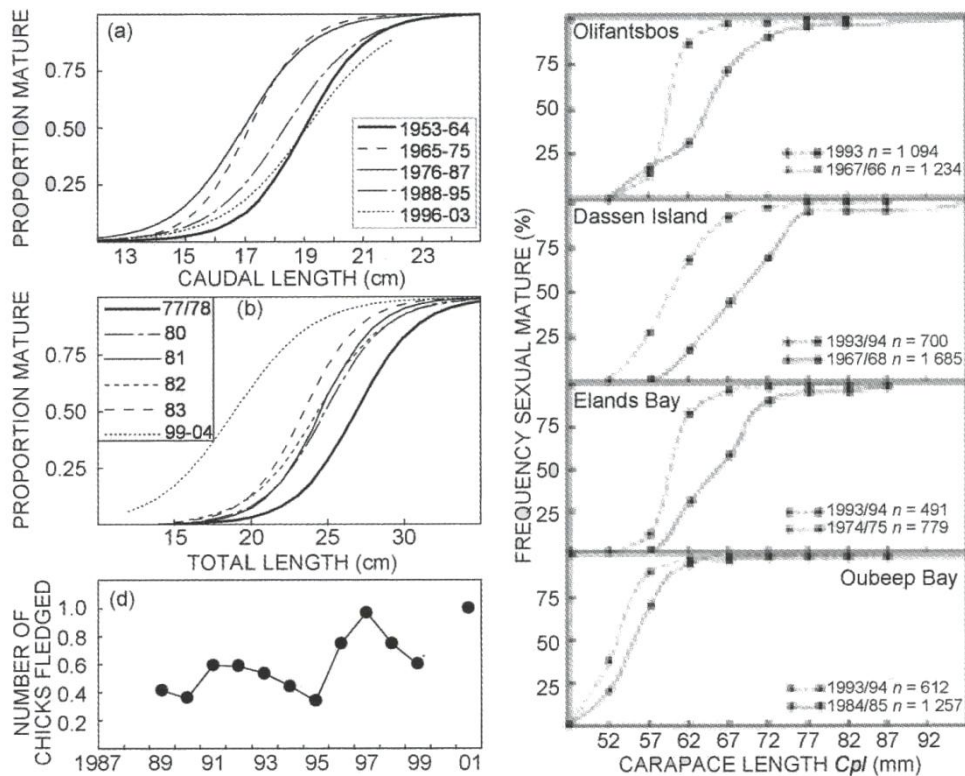 (a)
PROPORTION MATURE
0.75
0.50
0.25
1953-64
1965-75
1976-87
1988-95
1996-03
13 15 17 19 21 23
CAUDAL LENGTH (cm)
(b)
PROPORTION MATURE
0.75
0.50
0.25
77/78
80
81
82
83
99-04
15 20 25 30
TOTAL LENGTH (cm)
(d)
NUMBER OF
CHICKS FLEDGED
1.0
0.8
0.6
0.4
0.2
1987 89 91 93 95 97 99 01
FREQUENCY SEXUAL MATURE (%)
Olifantsbos
75
50
25
1993 n = 1 094
1967/66 n = 1 234
Dassen Island
75
50
25
1993/94 n = 700
1967/68 n = 1 685
Elands Bay
75
50
25
1993/94 n = 491
1974/75 n = 779
Oubeep Bay
75
50
25
1993/94 n = 612
1984/85 n = 1 257
52 57 62 67 72 77 82 87 92
CARAPACE LENGTH Cpl (mm)